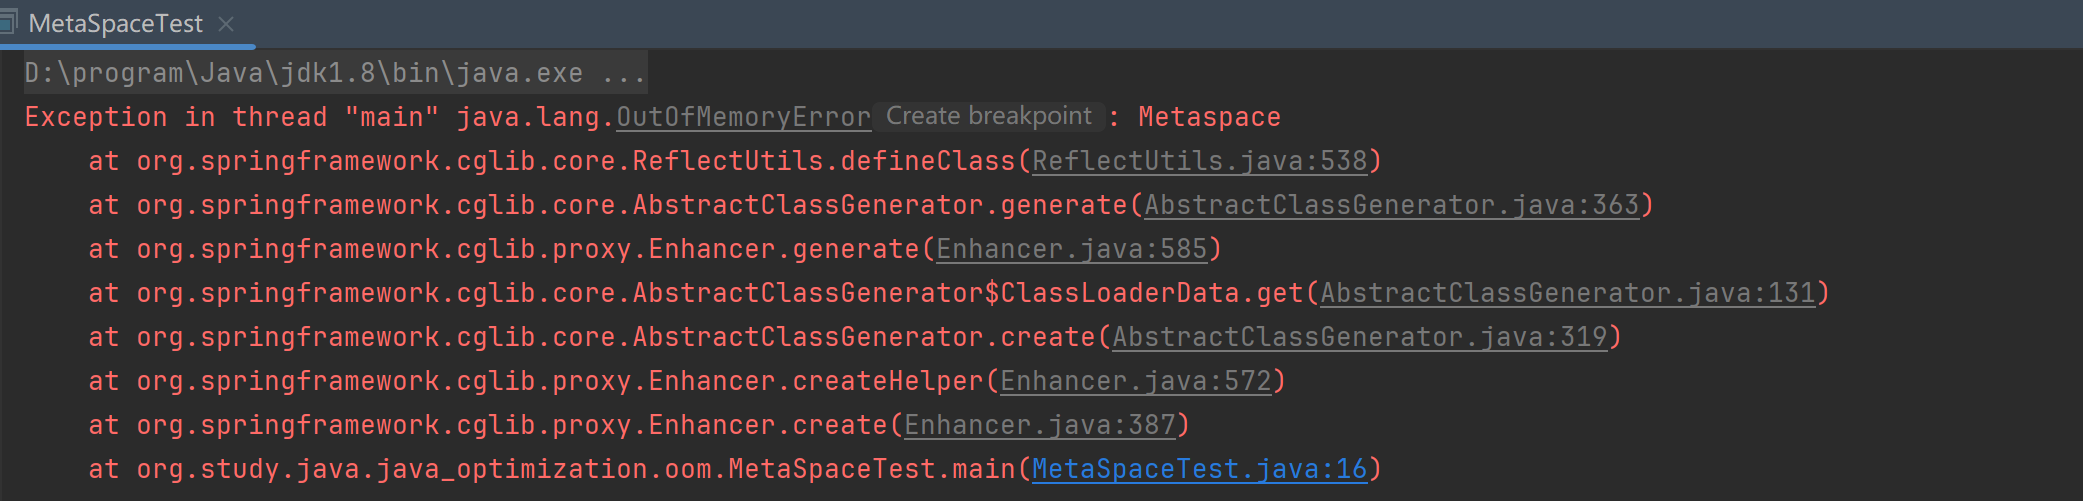 MetaSpaceTest
D:\program\Java\jdk1.8\bin\java.exe ...
Exception in thread "main" java.lang.OutOfMemoryError Create breakpoint : Metaspace
    at org.springframework.cglib.core.ReflectUtils.defineClass(ReflectUtils.java:538)
    at org.springframework.cglib.core.AbstractClassGenerator.generate(AbstractClassGenerator.java:363)
    at org.springframework.cglib.proxy.Enhancer.generate(Enhancer.java:585)
    at org.springframework.cglib.core.AbstractClassGenerator$ClassLoaderData.get(AbstractClassGenerator.java:131)
    at org.springframework.cglib.core.AbstractClassGenerator.create(AbstractClassGenerator.java:319)
    at org.springframework.cglib.proxy.Enhancer.createHelper(Enhancer.java:572)
    at org.springframework.cglib.proxy.Enhancer.create(Enhancer.java:387)
    at org.study.java.java_optimization.oom.MetaSpaceTest.main(MetaSpaceTest.java:16)